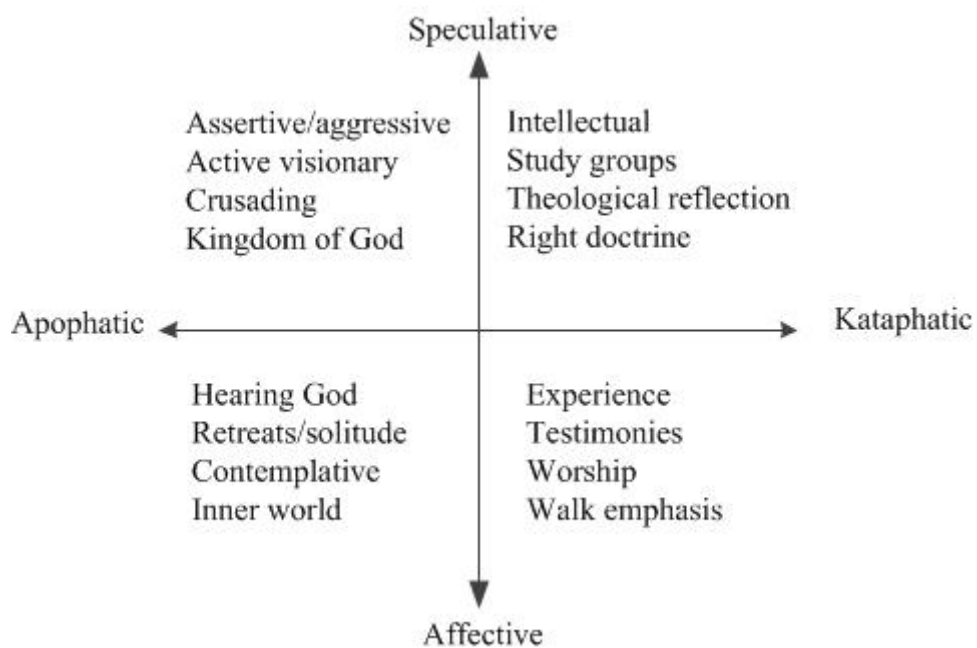 Speculative
Assertive/aggressive
Active visionary
Crusading
Kingdom of God
Intellectual
Study groups
Theological reflection
Right doctrine
Apophatic
Kataphatic
Hearing God
Retreats/solitude
Contemplative
Inner world
Experience
Testimonies
Worship
Walk emphasis
Affective